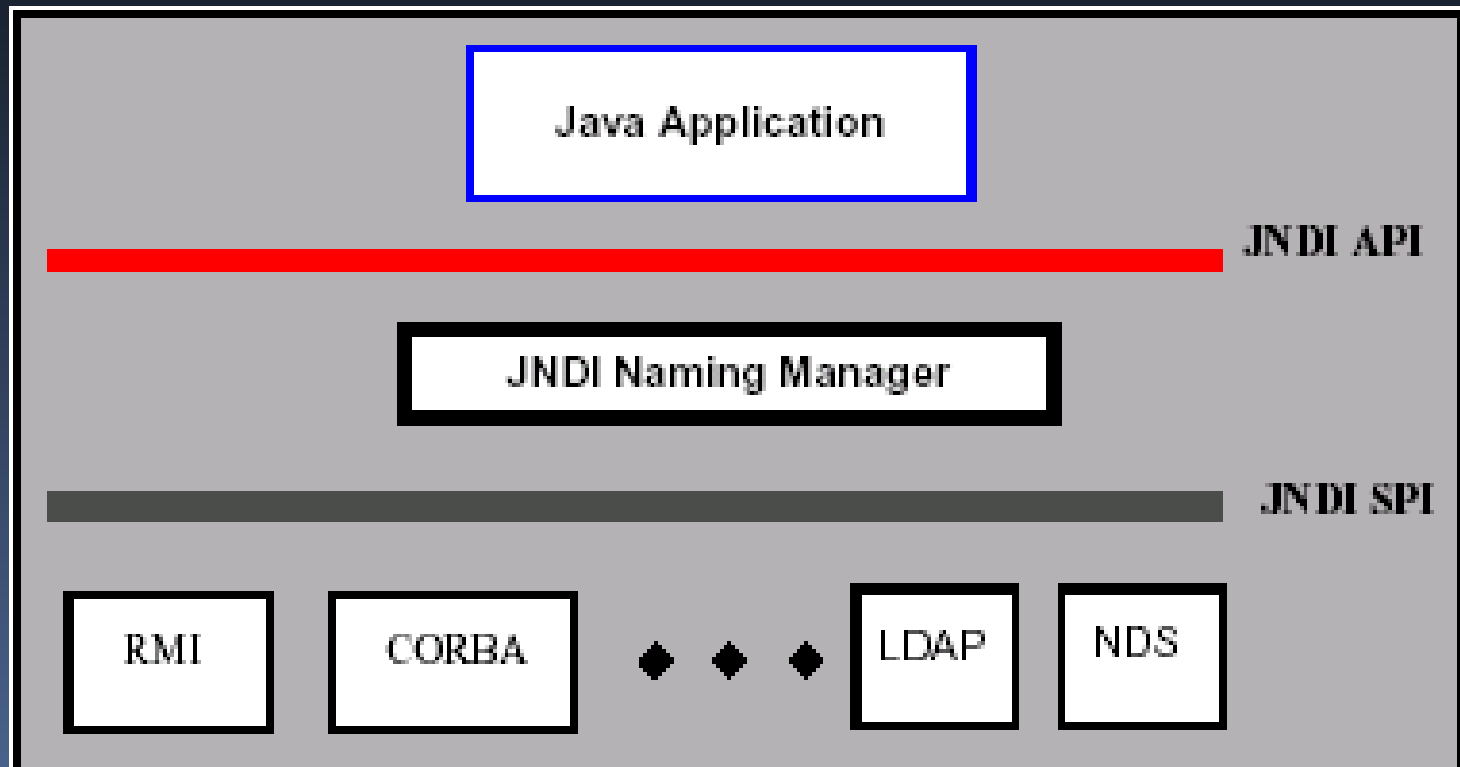 Java Application
JNDI API
JNDI Naming Manager
JNDI SPI
RMI
CORBA
LDAP
NDS